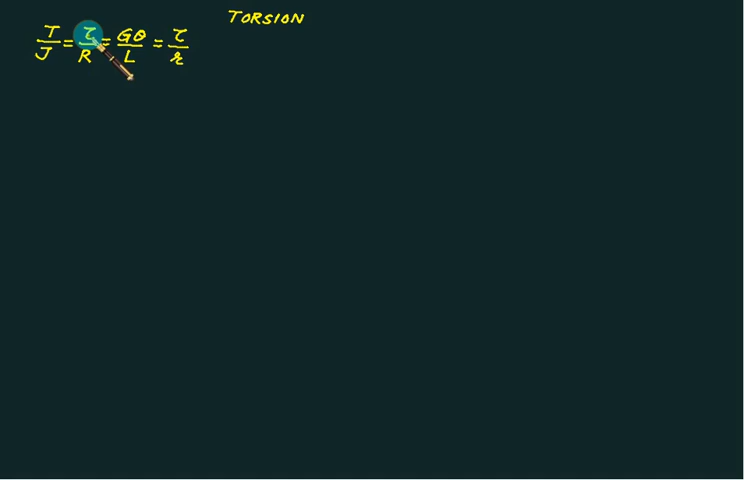 TORSION
T/J = τ/R = Gθ/L = τ/r